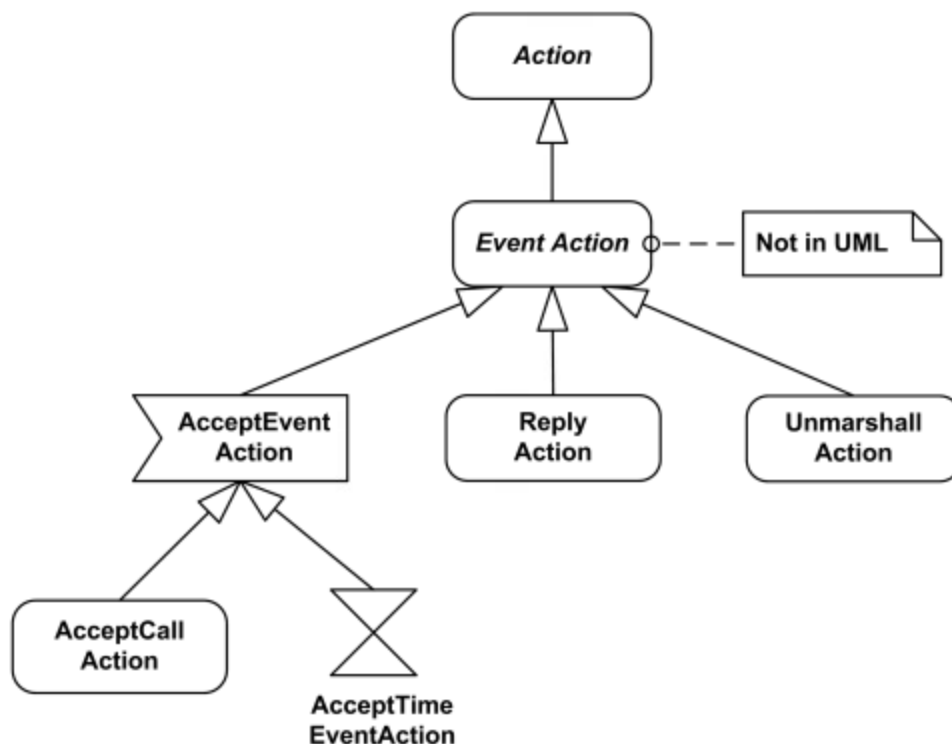 Action
Event Action
Not in UML
AcceptEvent
Action
Reply
Action
Unmarshall
Action
AcceptCall
Action
AcceptTime
EventAction